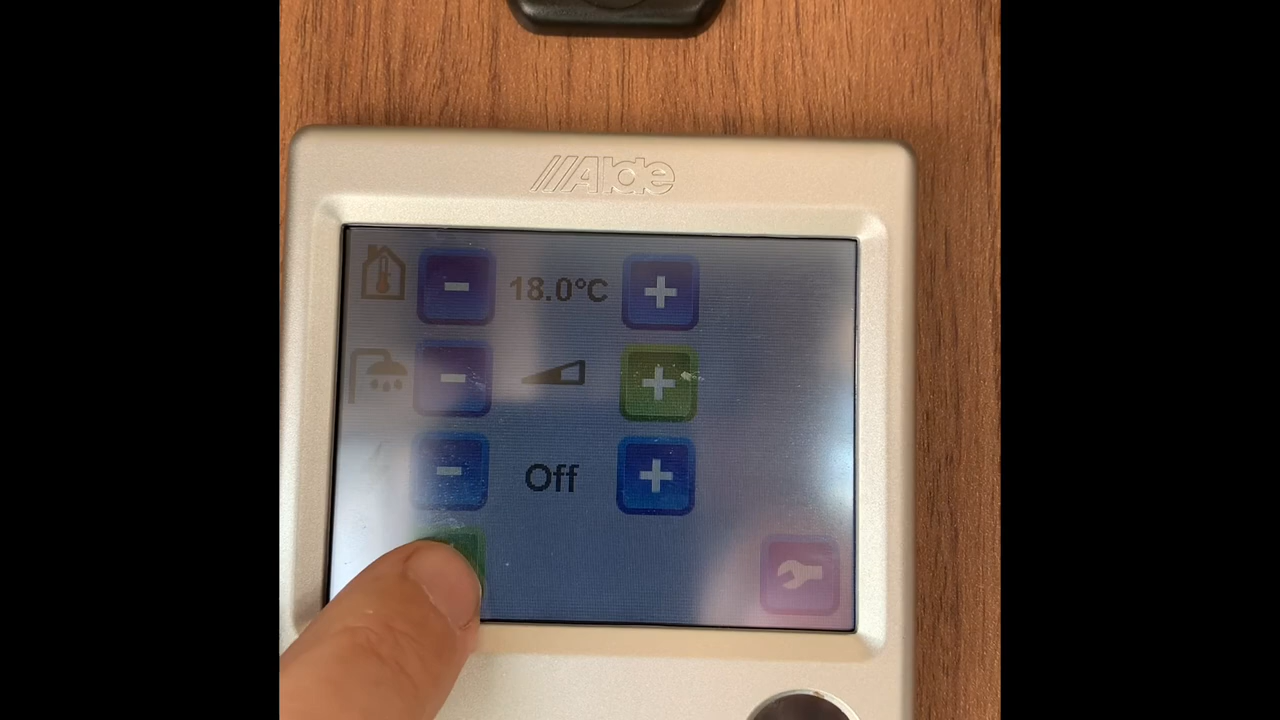 Alde
- 18.0°C +
- +
- Off +